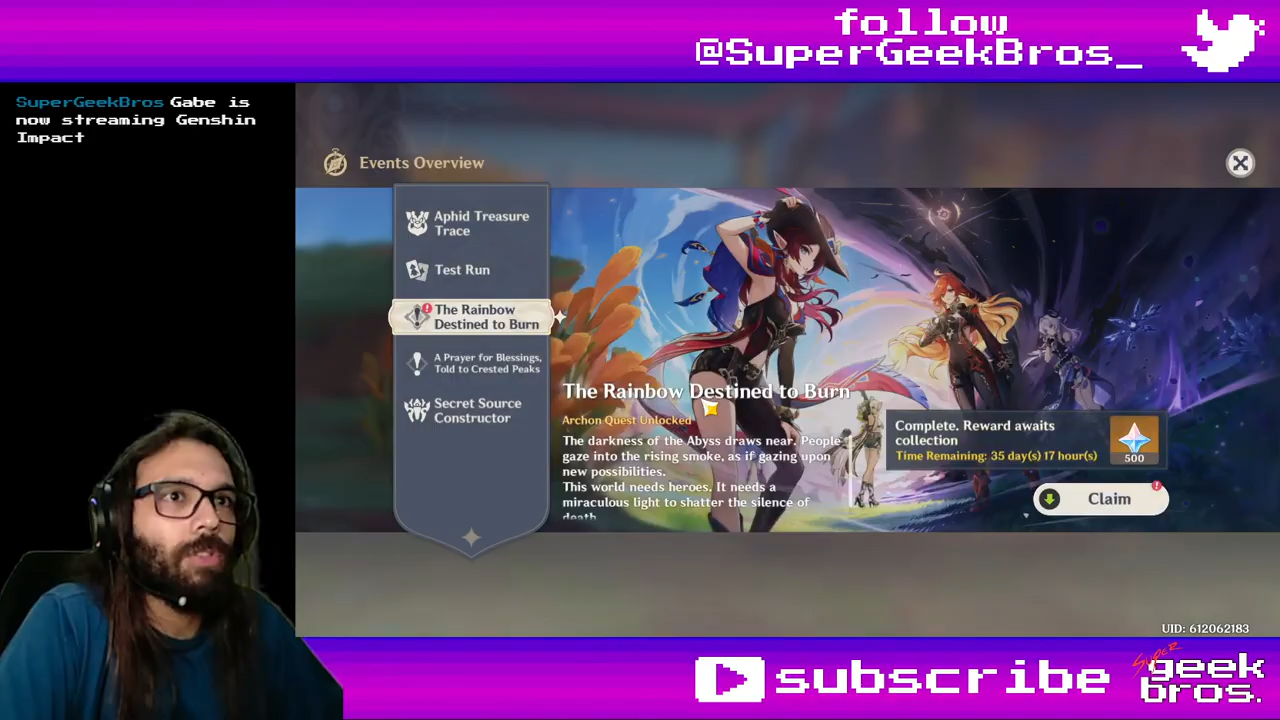 follow
@SuperGeekBros_
SuperGeekBros Gabe is
now streaming Genshin
Impact
Events Overview
Aphid Treasure
Trace
Test Run
The Rainbow
Destined to Burn
A Prayer for Blessings,
Told to Crested Peaks
Secret Source
Constructor
The Rainbow Destined to Burn
Archon Quest Unlocked
The darkness of the Abyss draws near. People
gaze into the rising smoke, as if gazing upon
new possibilities.
This world needs heroes. It needs a
miraculous light to shatter the silence of
death
Complete. Reward awaits
collection
Time Remaining: 35 day(s) 17 hour(s)
500
Claim
UID: 612062183
subscribe
SUPER
geek
bros.